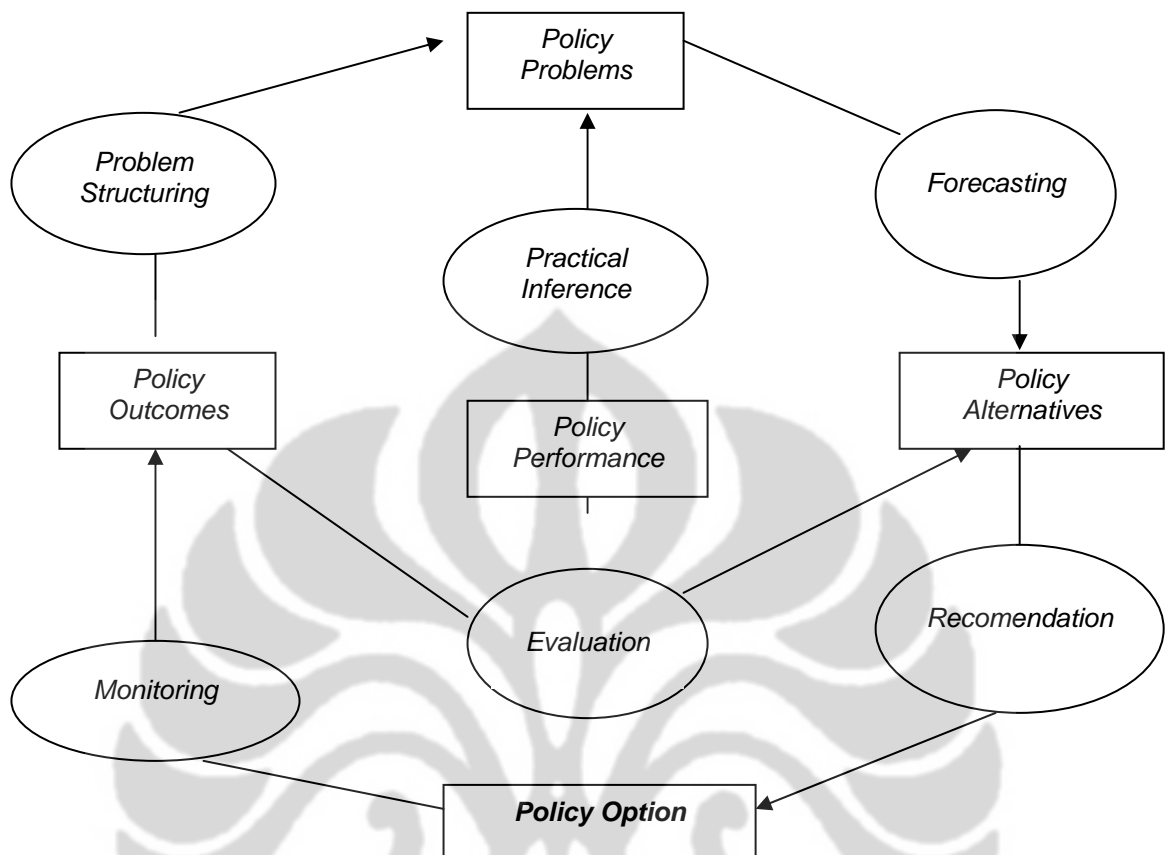 Policy
Problems
Problem
Structuring
Forecasting
Practical
Inference
Policy
Outcomes
Policy
Performance
Policy
Alternatives
Monitoring
Evaluation
Recomendation
Policy Option